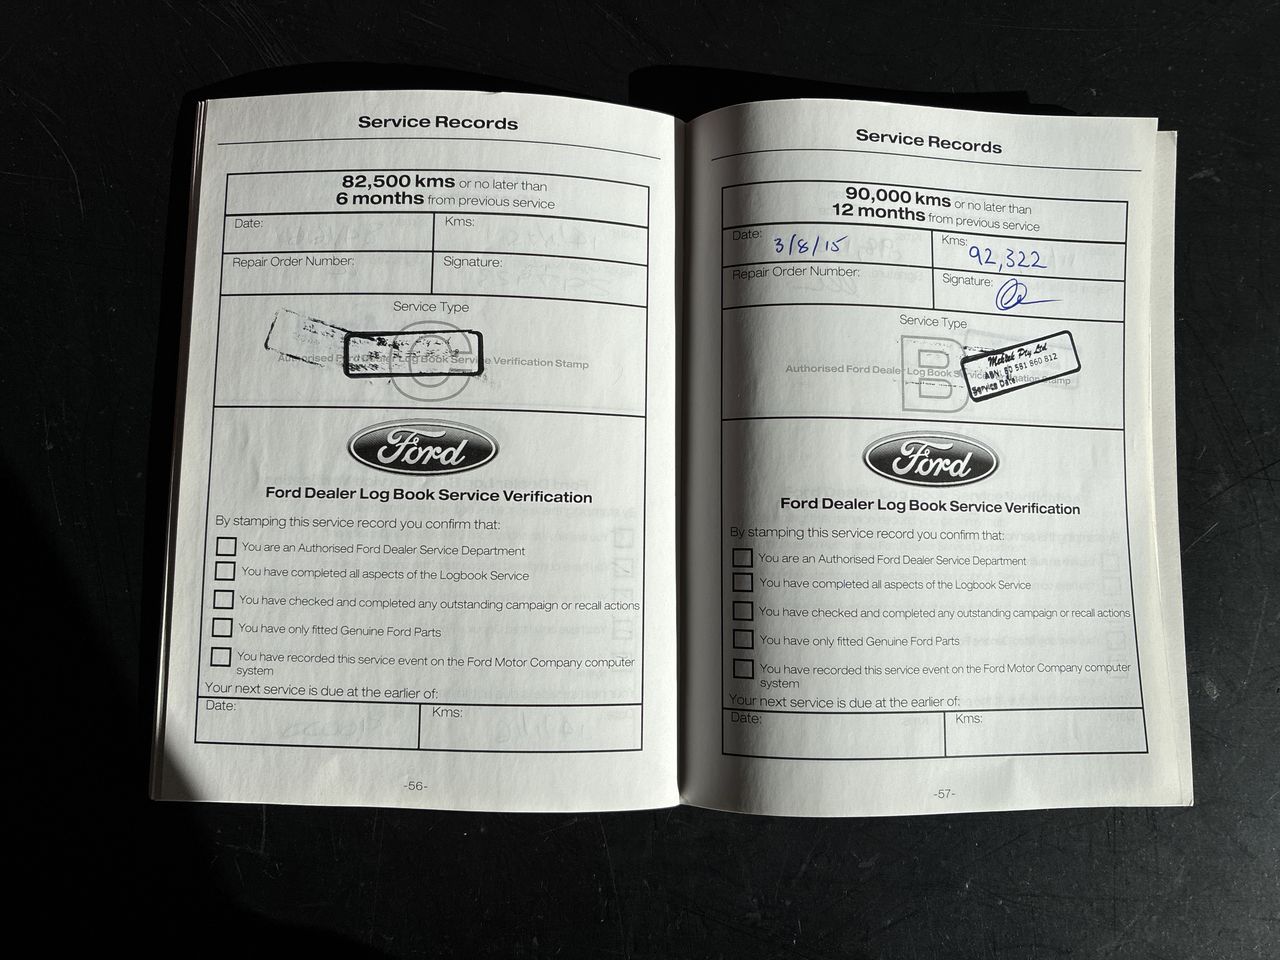 Service Records
82,500 kms or no later than
6 months from previous service
Date:
Kms:
Repair Order Number:
Signature:
Service Type
C
Authorised Ford Dealer Log Book Service Verification Stamp
Ford
Ford Dealer Log Book Service Verification
By stamping this service record you confirm that:
You are an Authorised Ford Dealer Service Department
You have completed all aspects of the Logbook Service
You have checked and completed any outstanding campaign or recall actions
You have only fitted Genuine Ford Parts
You have recorded this service event on the Ford Motor Company computer
system
Your next service is due at the earlier of:
Date:
Kms:
-56-
Service Records
90,000 kms or no later than
12 months from previous service
Date: 3/8/15
Kms: 92,322
Repair Order Number:
Signature:
Service Type
B
Authorised Ford Dealer Log Book Stamp
Pty Ltd
ABN: 80 581 860 812
Service
Ford
Ford Dealer Log Book Service Verification
By stamping this service record you confirm that:
You are an Authorised Ford Dealer Service Department
You have completed all aspects of the Logbook Service
You have checked and completed any outstanding campaign or recall actions
You have only fitted Genuine Ford Parts
You have recorded this service event on the Ford Motor Company computer
system
Your next service is due at the earlier of:
Date:
Kms:
-57-